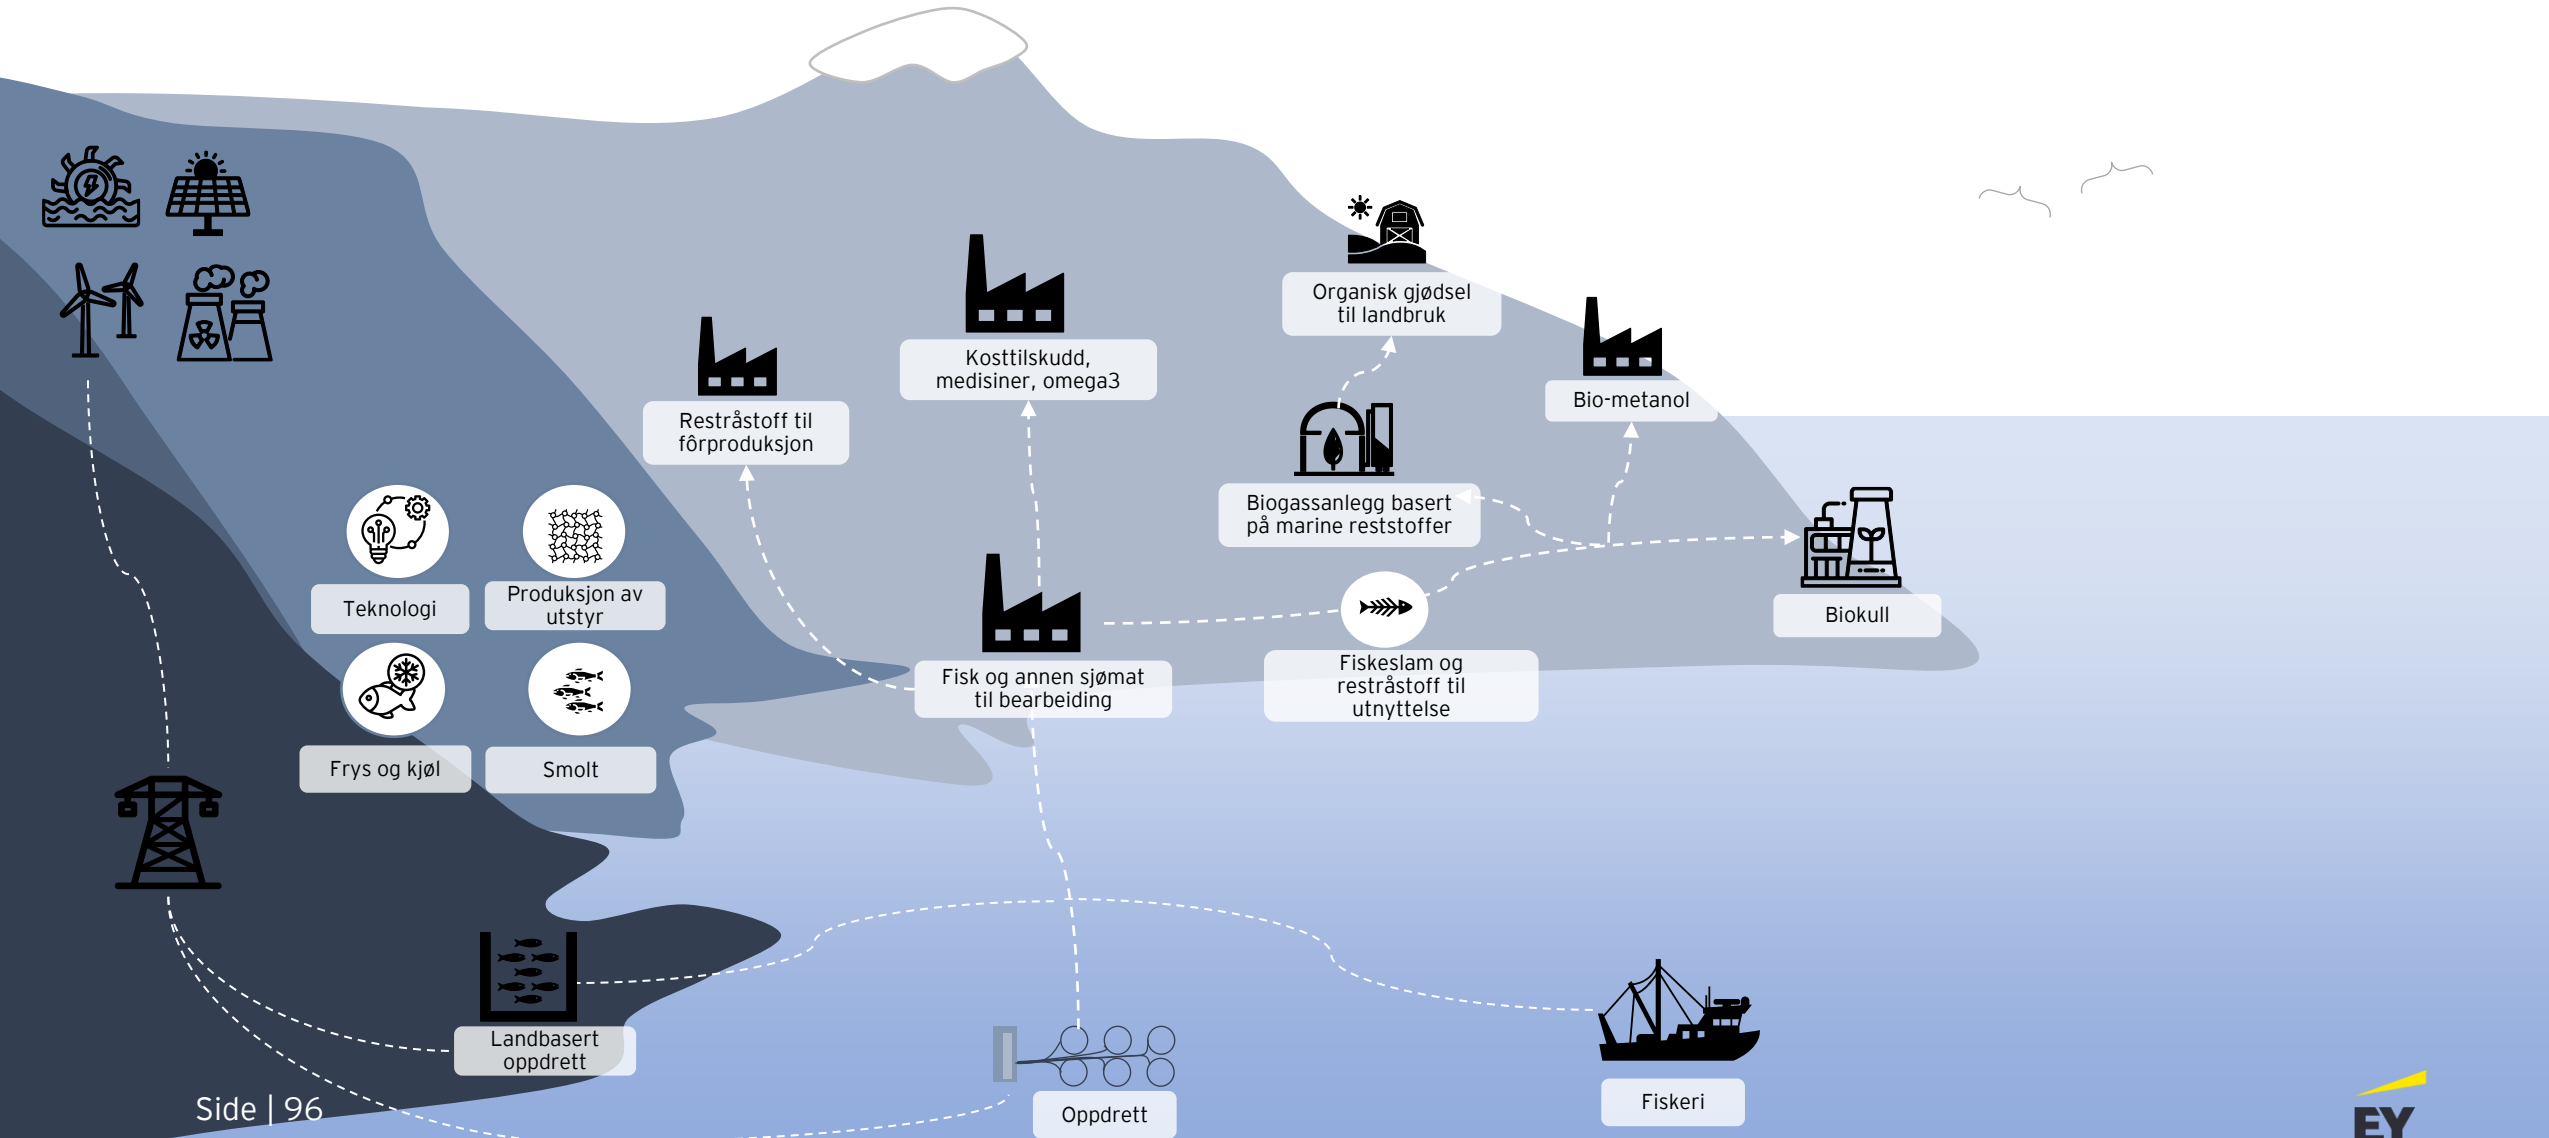 Organisk gjødsel
til landbruk
Kosttilskudd,
medisiner, omega3
Bio-metanol
Restråstoff til
fôrproduksjon
Biogassanlegg basert
på marine reststoffer
Teknologi
Produksjon av
utstyr
Biokull
Fisk og annen sjømat
til bearbeiding
Fiskeslam og
restråstoff til
utnyttelse
Frys og kjøl
Smolt
Landbasert
oppdrett
Oppdrett
Fiskeri
Side | 96
EY